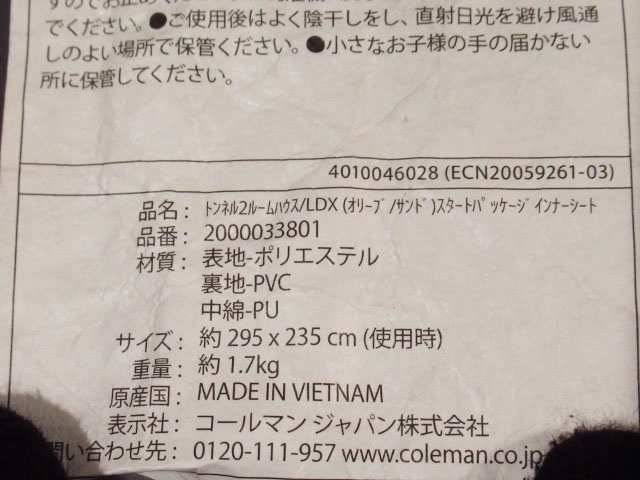 でください。●ご使用後はよく陰干しをし、直射日光を避け風通
しのよい場所で保管ください。●小さなお子様の手の届かない
所に保管してください。
4010046028 (ECN20059261-03)
品名： ﾄﾝﾈﾙ2ﾙｰﾑﾊｳｽ/LDX (ｵﾘｰﾌﾞ/ｻﾝﾄﾞ)ｽﾀｰﾄﾊﾟｯｹｰｼﾞｲﾝﾅｰｼｰﾄ
品番： 2000033801
材質： 表地-ポリエステル
裏地-PVC
中綿-PU
サイズ： 約 295 x 235 cm (使用時)
重量： 約 1.7kg
原産国： MADE IN VIETNAM
表示社： コールマン ジャパン株式会社
問い合わせ先： 0120-111-957 www.coleman.co.jp